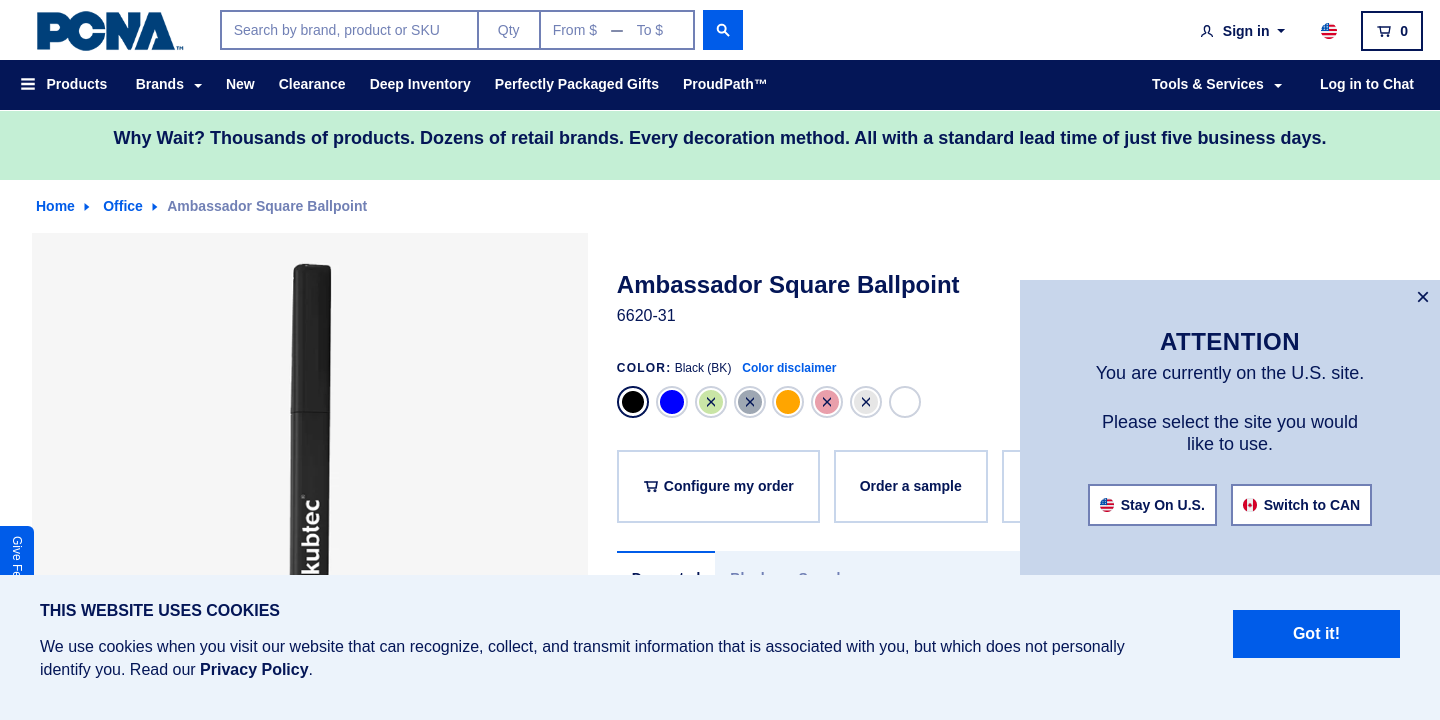 PCNA™
Search by brand, product or SKU
Qty
From $ — To $
Sign in
0
Products
Brands
New
Clearance
Deep Inventory
Perfectly Packaged Gifts
ProudPath™
Tools & Services
Log in to Chat
Why Wait? Thousands of products. Dozens of retail brands. Every decoration method. All with a standard lead time of just five business days.
Home
Office
Ambassador Square Ballpoint
kubtec
Ambassador Square Ballpoint
6620-31
COLOR: Black (BK) Color disclaimer
Configure my order
Order a sample
ATTENTION
You are currently on the U.S. site.
Please select the site you would
like to use.
Stay On U.S.
Switch to CAN
Give
THIS WEBSITE USES COOKIES
We use cookies when you visit our website that can recognize, collect, and transmit information that is associated with you, but which does not personally
identify you. Read our Privacy Policy.
Got it!